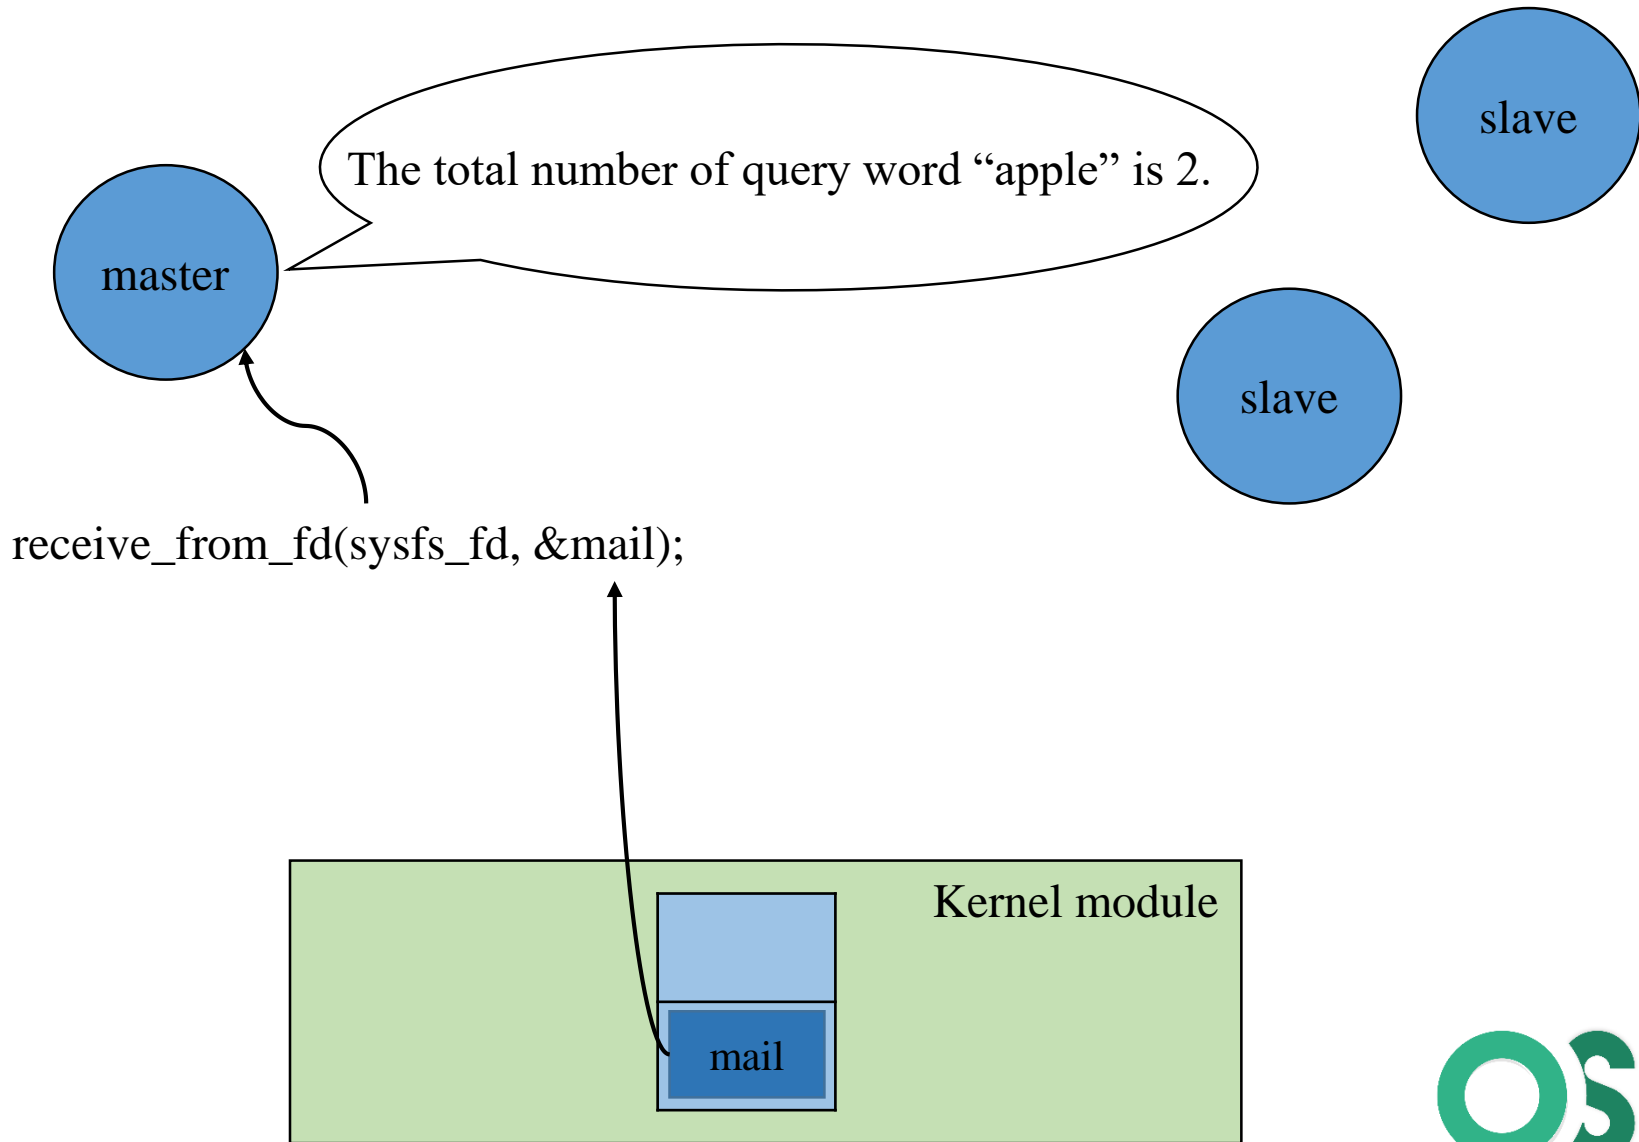 slave
The total number of query word “apple” is 2.
master
slave
receive_from_fd(sysfs_fd, &mail);
Kernel module
mail
OS